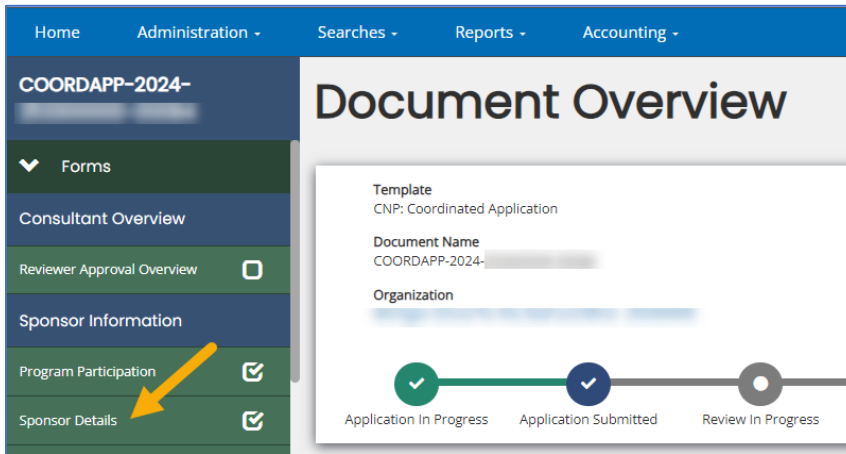 Home Administration Searches Reports Accounting
COORDAPP-2024-
Document Overview
Forms
Consultant Overview
Reviewer Approval Overview
Sponsor Information
Program Participation
Sponsor Details
Template
CNP: Coordinated Application
Document Name
COORDAPP-2024-
Organization
Application In Progress Application Submitted Review In Progress